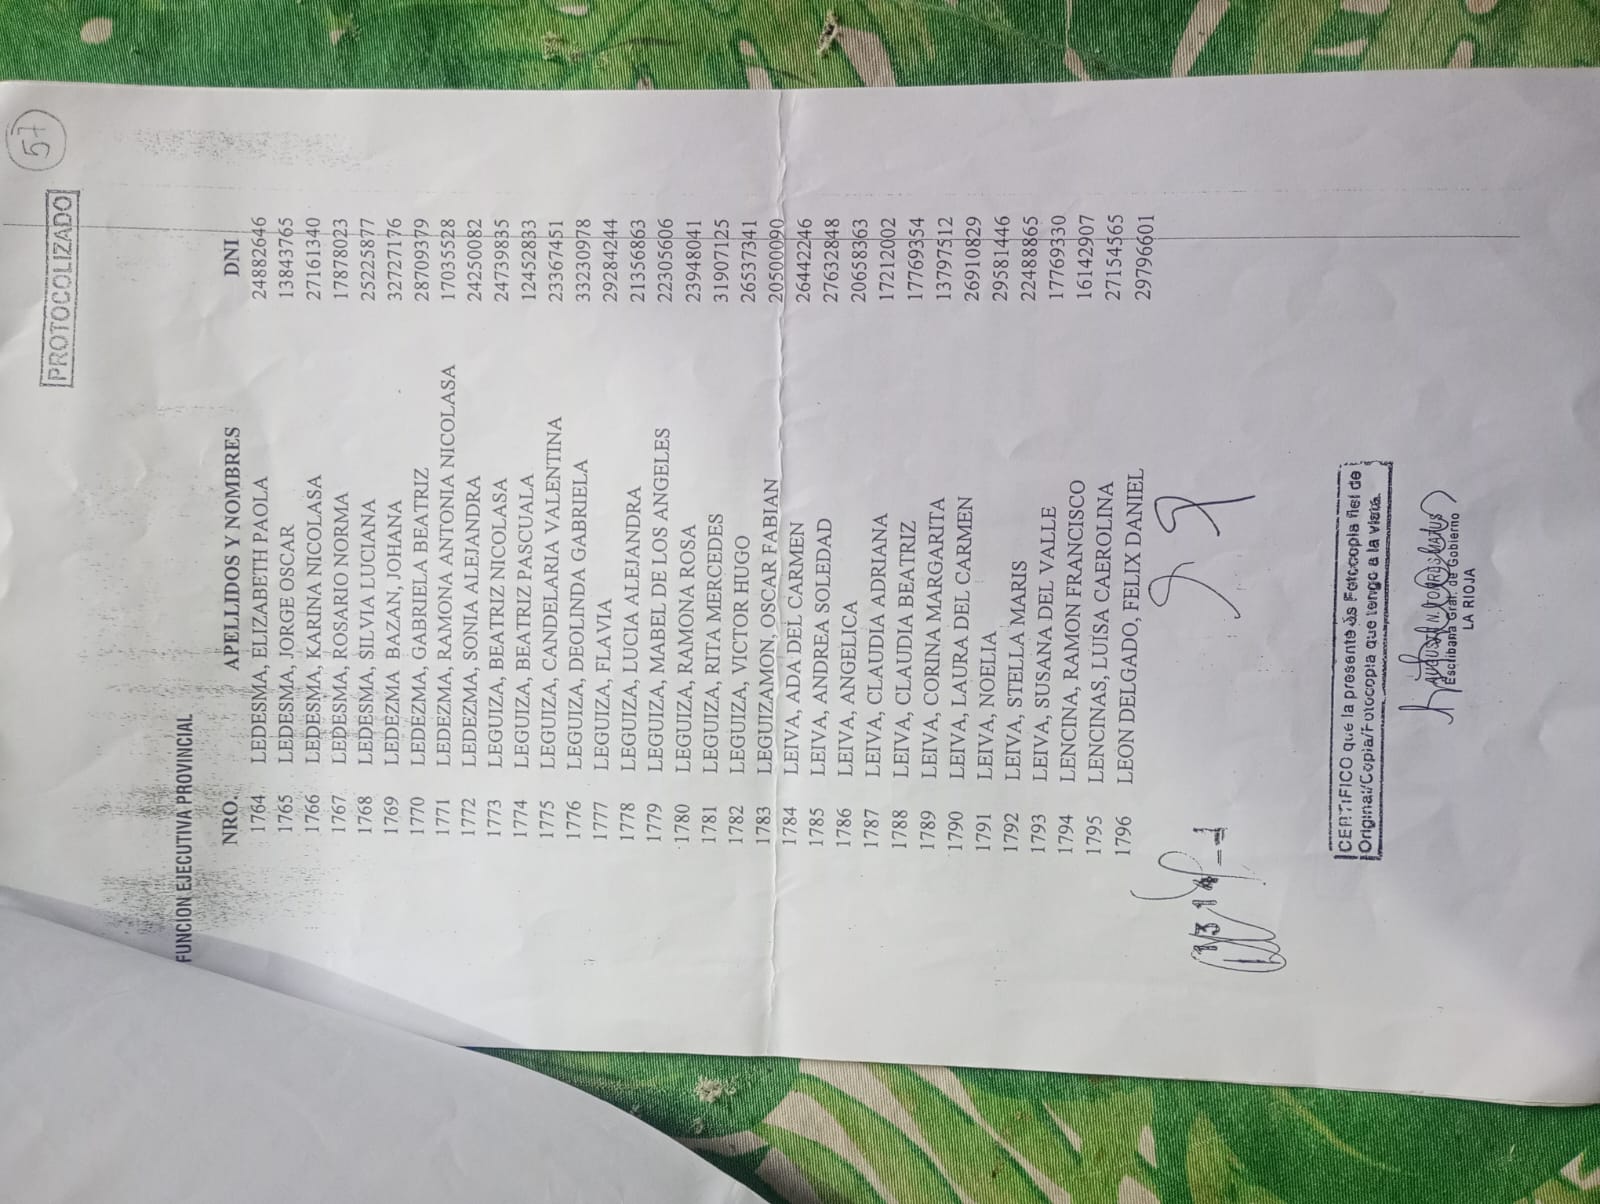 57
PROTOCOLIZADO
FUNCION EJECUTIVA PROVINCIAL
NRO. APELLIDOS Y NOMBRES DNI
1764 LEDESMA, ELIZABETH PAOLA 24882646
1765 LEDESMA, JORGE OSCAR 13843765
1766 LEDESMA, KARINA NICOLASA 27161340
1767 LEDESMA, ROSARIO NORMA 17878023
1768 LEDESMA, SILVIA LUCIANA 25225877
1769 LEDEZMA BAZAN, JOHANA 32727176
1770 LEDEZMA, GABRIELA BEATRIZ 28709379
1771 LEDEZMA, RAMONA ANTONIA NICOLASA 17035528
1772 LEDEZMA, SONIA ALEJANDRA 24250082
1773 LEGUIZA, BEATRIZ NICOLASA 24739835
1774 LEGUIZA, BEATRIZ PASCUALA 12452833
1775 LEGUIZA, CANDELARIA VALENTINA 23367451
1776 LEGUIZA, DEOLINDA GABRIELA 33230978
1777 LEGUIZA, FLAVIA 29284244
1778 LEGUIZA, LUCIA ALEJANDRA 21356863
1779 LEGUIZA, MABEL DE LOS ANGELES 22305606
1780 LEGUIZA, RAMONA ROSA 23948041
1781 LEGUIZA, RITA MERCEDES 31907125
1782 LEGUIZA, VICTOR HUGO 26537341
1783 LEGUIZAMON, OSCAR FABIAN 20500090
1784 LEIVA, ADA DEL CARMEN 26442246
1785 LEIVA, ANDREA SOLEDAD 27632848
1786 LEIVA, ANGELICA 20658363
1787 LEIVA, CLAUDIA ADRIANA 17212002
1788 LEIVA, CLAUDIA BEATRIZ 17769354
1789 LEIVA, CORINA MARGARITA 13797512
1790 LEIVA, LAURA DEL CARMEN 26910829
1791 LEIVA, NOELIA 29581446
1792 LEIVA, STELLA MARIS 22488865
1793 LEIVA, SUSANA DEL VALLE 17769330
1794 LENCINA, RAMON FRANCISCO 16142907
1795 LENCINAS, LUISA CAEROLINA 27154565
1796 LEON DELGADO, FELIX DANIEL 29796601
CERTIFICO que la presente es Fotocopia fiel de
Original/Copia/Fotocopia que tengo a la vista.
Escribana Gral. de Gobierno
LA RIOJA